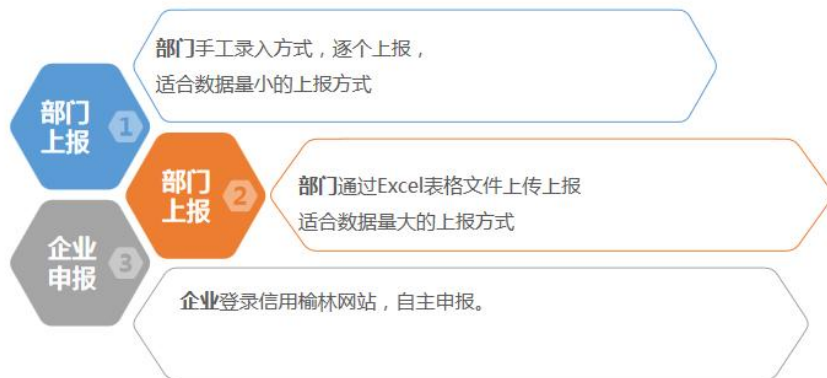 部门手工录入方式，逐个上报，
适合数据量小的上报方式
部门
上报
1
部门
上报
2
部门通过Excel表格文件上传上报
适合数据量大的上报方式
企业
申报
3
企业登录信用榆林网站，自主申报。